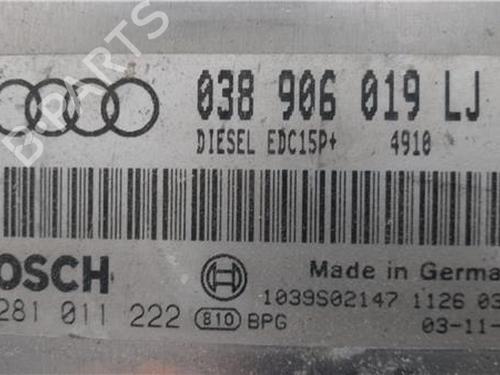 B-PARTS
038 906 019 LJ
DIESEL EDC15P+ 4910
OSCH
Made in Germa
281 011 222 810 BPG
1039S02147 1126 03
03-11-